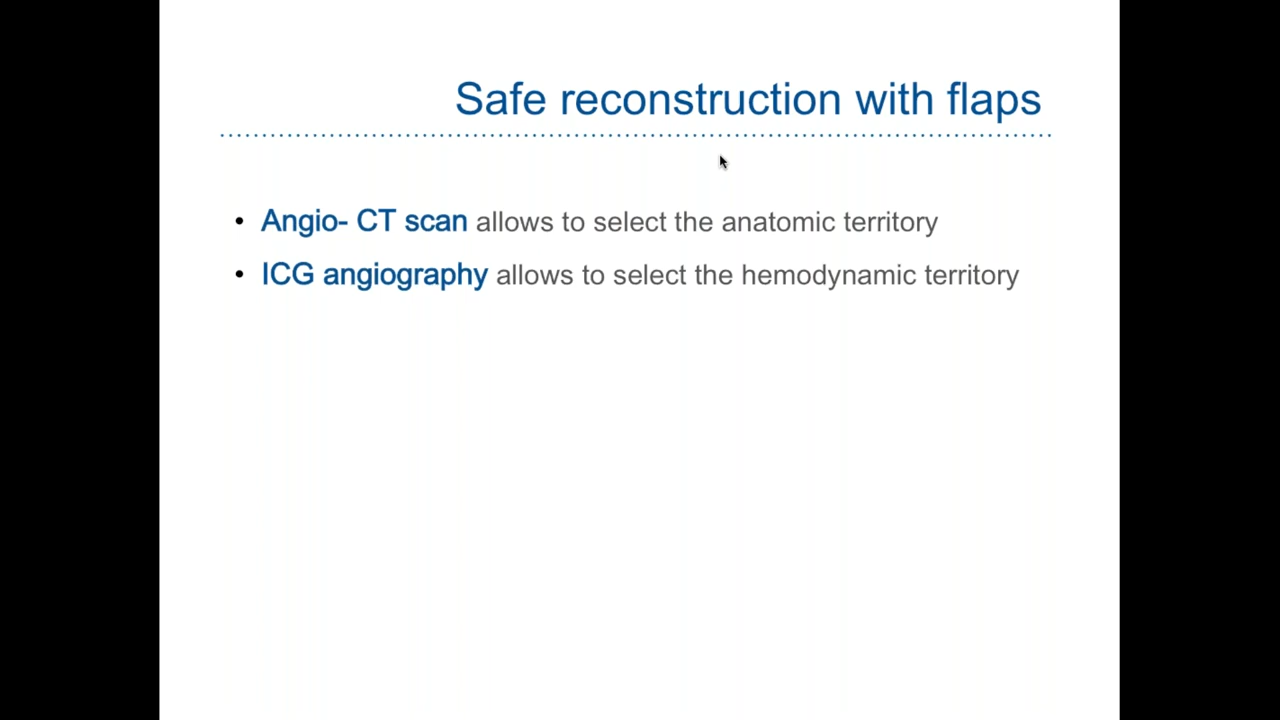 Safe reconstruction with flaps
• Angio- CT scan allows to select the anatomic territory
• ICG angiography allows to select the hemodynamic territory